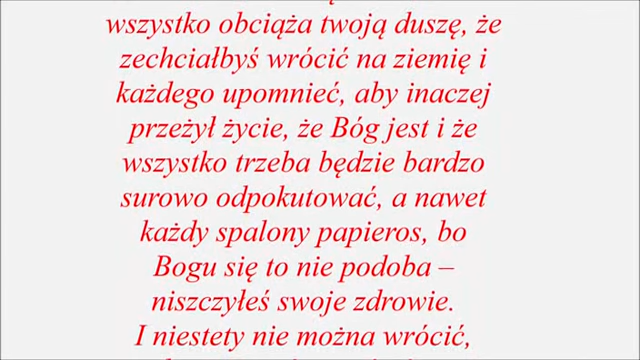 wszystko obciąża twoją duszę, że
zechciałbyś wrócić na ziemię i
każdego upomnieć, aby inaczej
przeżył życie, że Bóg jest i że
wszystko trzeba będzie bardzo
surowo odpokutować, a nawet
każdy spalony papieros, bo
Bogu się to nie podoba –
niszczyłeś swoje zdrowie.
I niestety nie można wrócić,